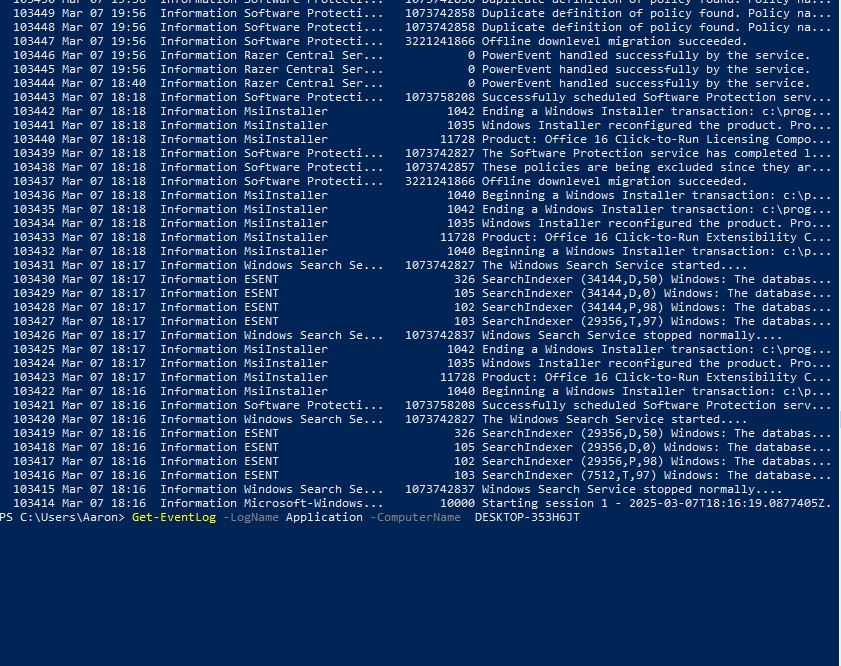 103449 Mar 07 19:56  Information Software Protecti...   1073742858 Duplicate definition of policy found. Policy na...
103448 Mar 07 19:56  Information Software Protecti...   1073742858 Duplicate definition of policy found. Policy na...
103447 Mar 07 19:56  Information Software Protecti...   3221241866 Offline downlevel migration succeeded.
103446 Mar 07 19:56  Information Razer Central Ser...            0 PowerEvent handled successfully by the service.
103445 Mar 07 19:56  Information Razer Central Ser...            0 PowerEvent handled successfully by the service.
103444 Mar 07 18:40  Information Razer Central Ser...            0 PowerEvent handled successfully by the service.
103443 Mar 07 18:18  Information Software Protecti...   1073758208 Successfully scheduled Software Protection serv...
103442 Mar 07 18:18  Information MsiInstaller                 1042 Ending a Windows Installer transaction: c:\prog...
103441 Mar 07 18:18  Information MsiInstaller                 1035 Windows Installer reconfigured the product. Pro...
103440 Mar 07 18:18  Information MsiInstaller                11728 Product: Office 16 Click-to-Run Licensing Compo...
103439 Mar 07 18:18  Information Software Protecti...   1073742827 The Software Protection service has completed l...
103438 Mar 07 18:18  Information Software Protecti...   1073742857 These policies are being excluded since they ar...
103437 Mar 07 18:18  Information Software Protecti...   3221241866 Offline downlevel migration succeeded.
103436 Mar 07 18:18  Information MsiInstaller                 1040 Beginning a Windows Installer transaction: c:\p...
103435 Mar 07 18:18  Information MsiInstaller                 1042 Ending a Windows Installer transaction: c:\prog...
103434 Mar 07 18:18  Information MsiInstaller                 1035 Windows Installer reconfigured the product. Pro...
103433 Mar 07 18:18  Information MsiInstaller                11728 Product: Office 16 Click-to-Run Extensibility C...
103432 Mar 07 18:18  Information MsiInstaller                 1040 Beginning a Windows Installer transaction: c:\p...
103431 Mar 07 18:17  Information Windows Search Se...   1073742827 The Windows Search Service started....
103430 Mar 07 18:17  Information ESENT                         326 SearchIndexer (34144,D,50) Windows: The databas...
103429 Mar 07 18:17  Information ESENT                         105 SearchIndexer (34144,D,0) Windows: The database...
103428 Mar 07 18:17  Information ESENT                         102 SearchIndexer (34144,P,98) Windows: The databas...
103427 Mar 07 18:17  Information ESENT                         103 SearchIndexer (29356,T,97) Windows: The databas...
103426 Mar 07 18:17  Information Windows Search Se...   1073742837 Windows Search Service stopped normally....
103425 Mar 07 18:17  Information MsiInstaller                 1042 Ending a Windows Installer transaction: c:\prog...
103424 Mar 07 18:17  Information MsiInstaller                 1035 Windows Installer reconfigured the product. Pro...
103423 Mar 07 18:17  Information MsiInstaller                11728 Product: Office 16 Click-to-Run Extensibility C...
103422 Mar 07 18:16  Information MsiInstaller                 1040 Beginning a Windows Installer transaction: c:\p...
103421 Mar 07 18:16  Information Software Protecti...   1073758208 Successfully scheduled Software Protection serv...
103420 Mar 07 18:16  Information Windows Search Se...   1073742827 The Windows Search Service started....
103419 Mar 07 18:16  Information ESENT                         326 SearchIndexer (29356,D,50) Windows: The databas...
103418 Mar 07 18:16  Information ESENT                         105 SearchIndexer (29356,D,0) Windows: The database...
103417 Mar 07 18:16  Information ESENT                         102 SearchIndexer (29356,P,98) Windows: The databas...
103416 Mar 07 18:16  Information ESENT                         103 SearchIndexer (7512,T,97) Windows: The database...
103415 Mar 07 18:16  Information Windows Search Se...   1073742837 Windows Search Service stopped normally....
103414 Mar 07 18:16  Information Microsoft-Windows...        10000 Starting session 1 - 2025-03-07T18:16:19.0877405Z.
PS C:\Users\Aaron> Get-EventLog -LogName Application -ComputerName  DESKTOP-353H6JT